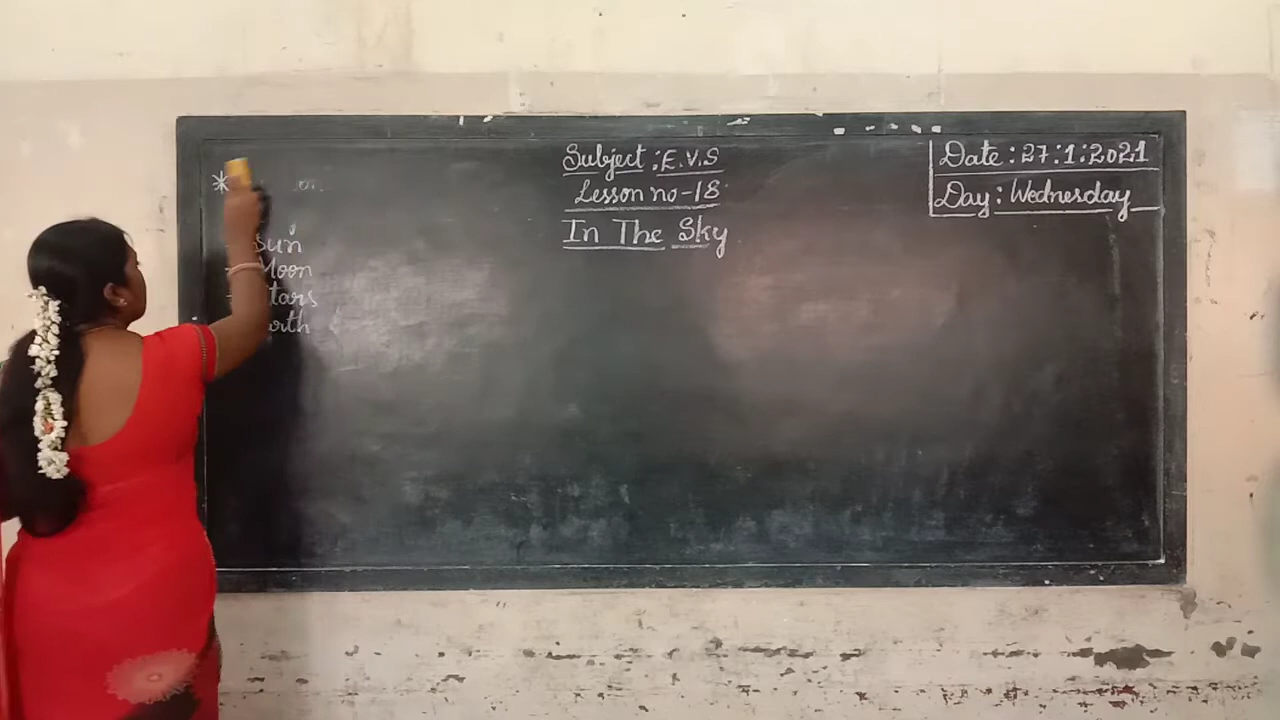 Subject : E.V.S
Lesson no-18
In The Sky
Date : 27:1:2021
Day : Wednesday
Sun
Moon